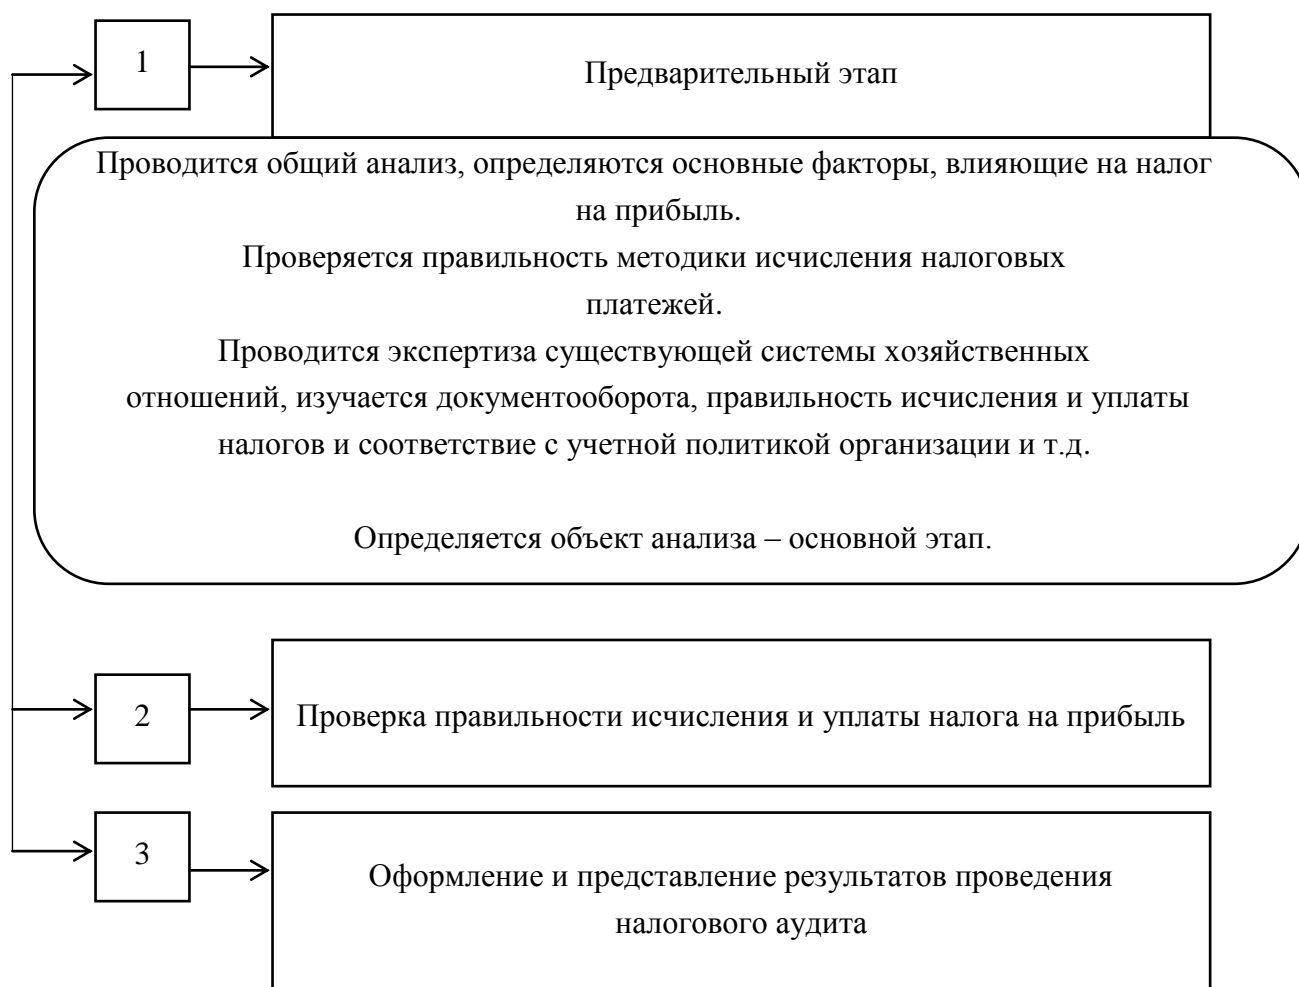 1
Предварительный этап
Проводится общий анализ, определяются основные факторы, влияющие на налог
на прибыль.
Проверяется правильность методики исчисления налоговых
платежей.
Проводится экспертиза существующей системы хозяйственных
отношений, изучается документооборота, правильность исчисления и уплаты
налогов и соответствие с учетной политикой организации и т.д.
Определяется объект анализа – основной этап.
2
Проверка правильности исчисления и уплаты налога на прибыль
3
Оформление и представление результатов проведения
налогового аудита